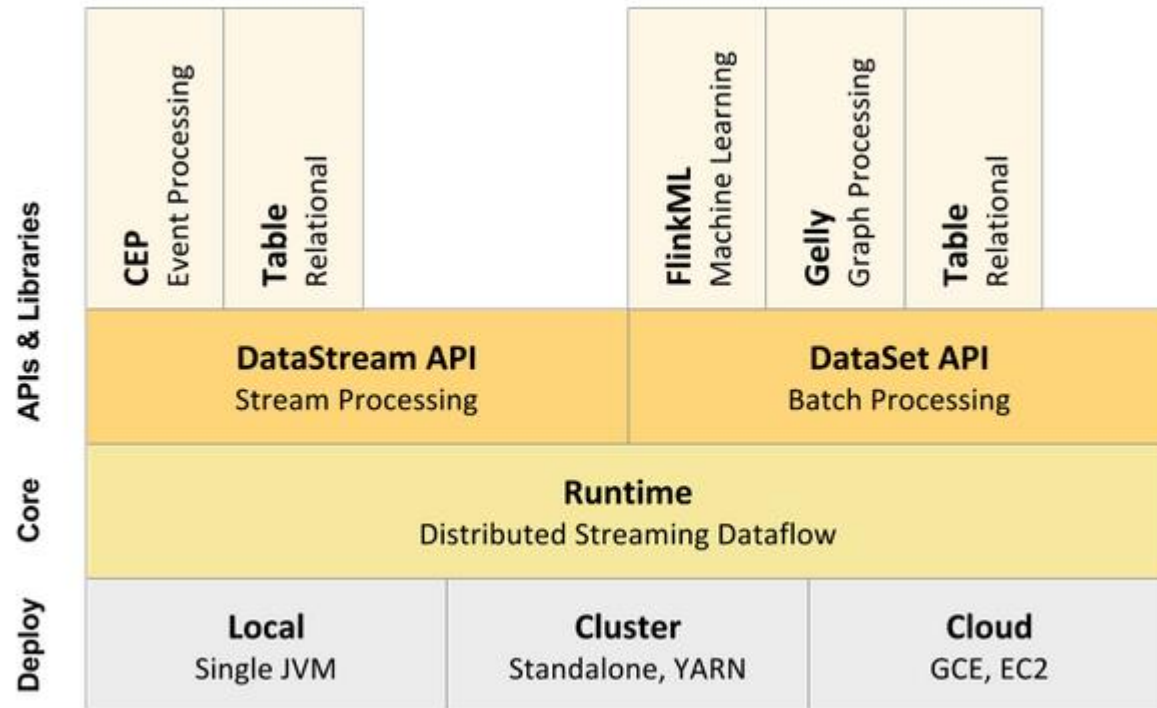 APIs & Libraries
CEP
Event Processing
Table
Relational
FlinkML
Machine Learning
Gelly
Graph Processing
Table
Relational
DataStream API
Stream Processing
DataSet API
Batch Processing
Core
Runtime
Distributed Streaming Dataflow
Deploy
Local
Single JVM
Cluster
Standalone, YARN
Cloud
GCE, EC2